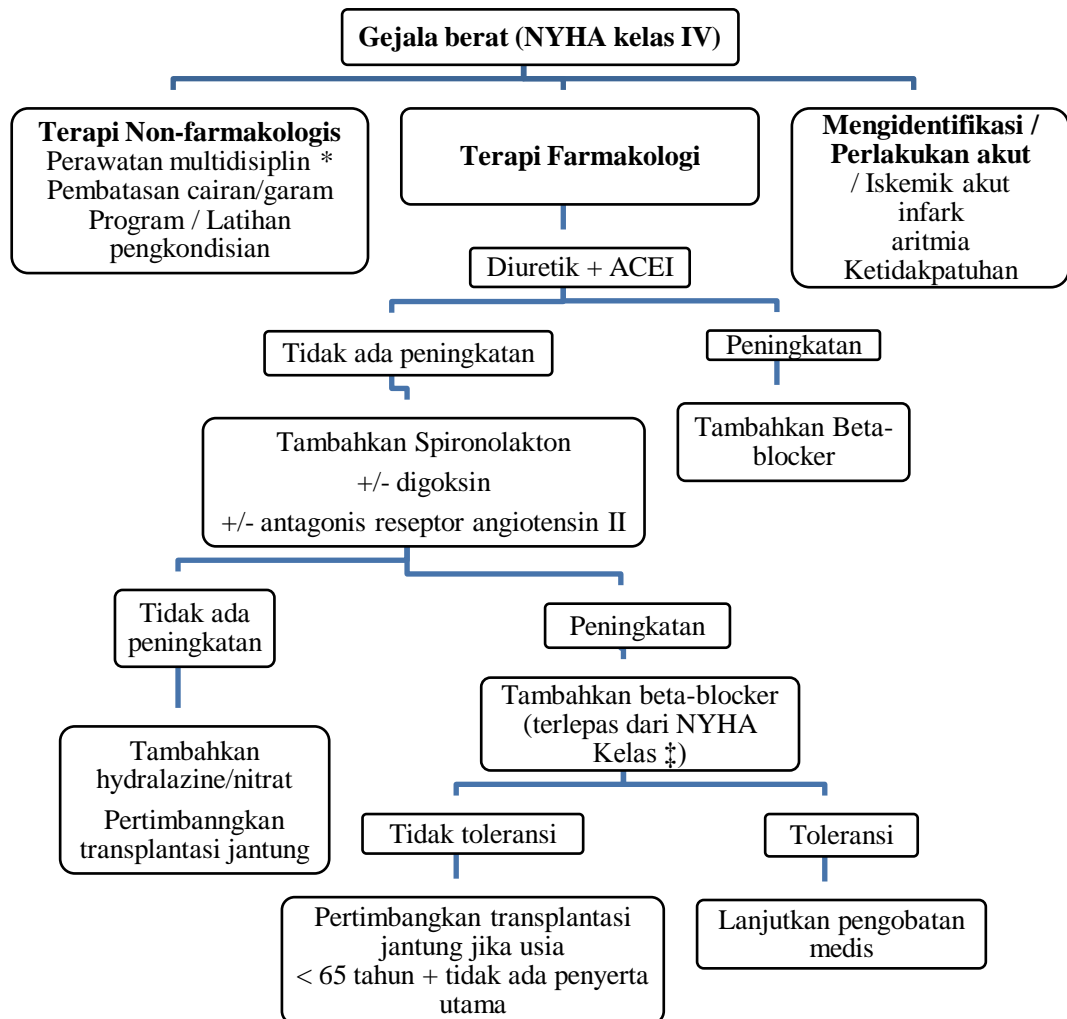 Gejala berat (NYHA kelas IV)
Terapi Non-farmakologis
Perawatan multidisiplin *
Pembatasan cairan/garam
Program / Latihan
pengkondisian
Terapi Farmakologi
Mengidentifikasi /
Perlakukan akut
/ Iskemik akut
infark
aritmia
Ketidakpatuhan
Diuretik + ACEI
Tidak ada peningkatan
Peningkatan
Tambahkan Spironolakton
+/- digoksin
+/- antagonis reseptor angiotensin II
Tambahkan Beta-
blocker
Tidak ada
peningkatan
Peningkatan
Tambahkan
hydralazine/nitrat
Pertimbanngkan
transplantasi jantung
Tambahkan beta-blocker
(terlepas dari NYHA
Kelas ‡)
Tidak toleransi
Toleransi
Pertimbangkan transplantasi
jantung jika usia
< 65 tahun + tidak ada penyerta
utama
Lanjutkan pengobatan
medis